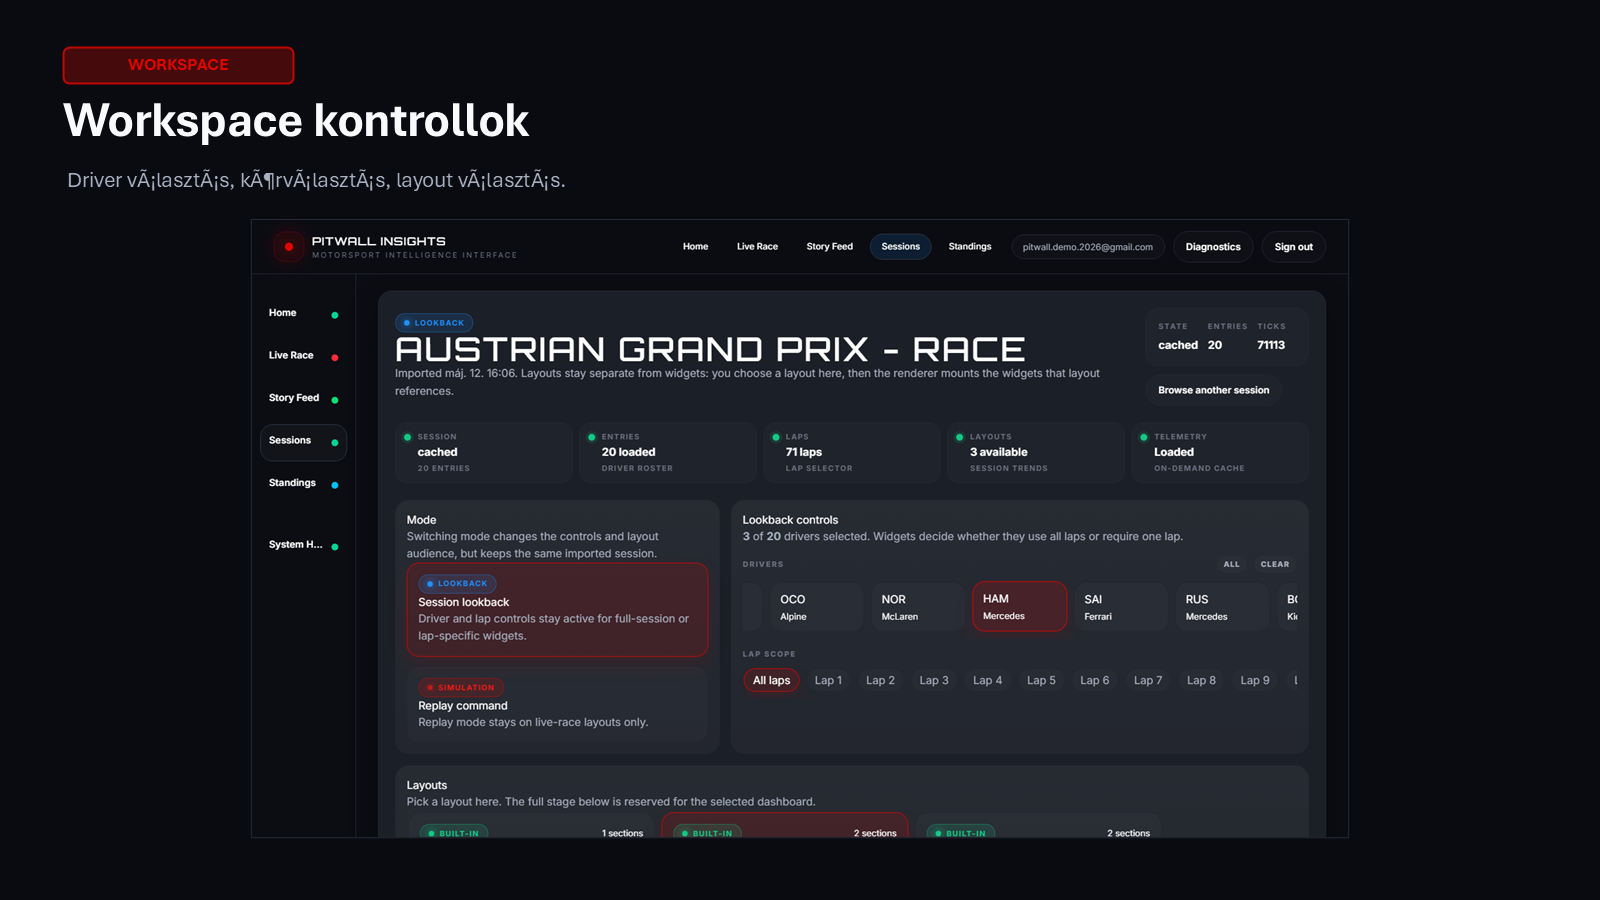 WORKSPACE
Workspace kontrollok
Driver vÃ¡lasztÃ¡s, kÃ¶rvÃ¡lasztÃ¡s, layout vÃ¡lasztÃ¡s.
PITWALL INSIGHTS
MOTORSPORT INTELLIGENCE INTERFACE
Home Live Race Story Feed Sessions Standings pitwall.demo.2026@gmail.com Diagnostics Sign out
Home
Live Race
Story Feed
Sessions
Standings
System H...
LOOKBACK
AUSTRIAN GRAND PRIX - RACE
Imported máj. 12. 16:06. Layouts stay separate from widgets: you choose a layout here, then the renderer mounts the widgets that layout
references.
STATE ENTRIES TICKS
cached 20 71113
Browse another session
SESSION
cached
20 ENTRIES
ENTRIES
20 loaded
DRIVER ROSTER
LAPS
71 laps
LAP SELECTOR
LAYOUTS
3 available
SESSION TRENDS
TELEMETRY
Loaded
ON-DEMAND CACHE
Mode
Switching mode changes the controls and layout
audience, but keeps the same imported session.
LOOKBACK
Session lookback
Driver and lap controls stay active for full-session or
lap-specific widgets.
SIMULATION
Replay command
Replay mode stays on live-race layouts only.
Lookback controls
3 of 20 drivers selected. Widgets decide whether they use all laps or require one lap.
DRIVERS ALL CLEAR
OCO
Alpine
NOR
McLaren
HAM
Mercedes
SAI
Ferrari
RUS
Mercedes
LAP SCOPE
All laps Lap 1 Lap 2 Lap 3 Lap 4 Lap 5 Lap 6 Lap 7 Lap 8 Lap 9
Layouts
Pick a layout here. The full stage below is reserved for the selected dashboard.
BUILT-IN 1 sections
BUILT-IN 2 sections
BUILT-IN 2 sections